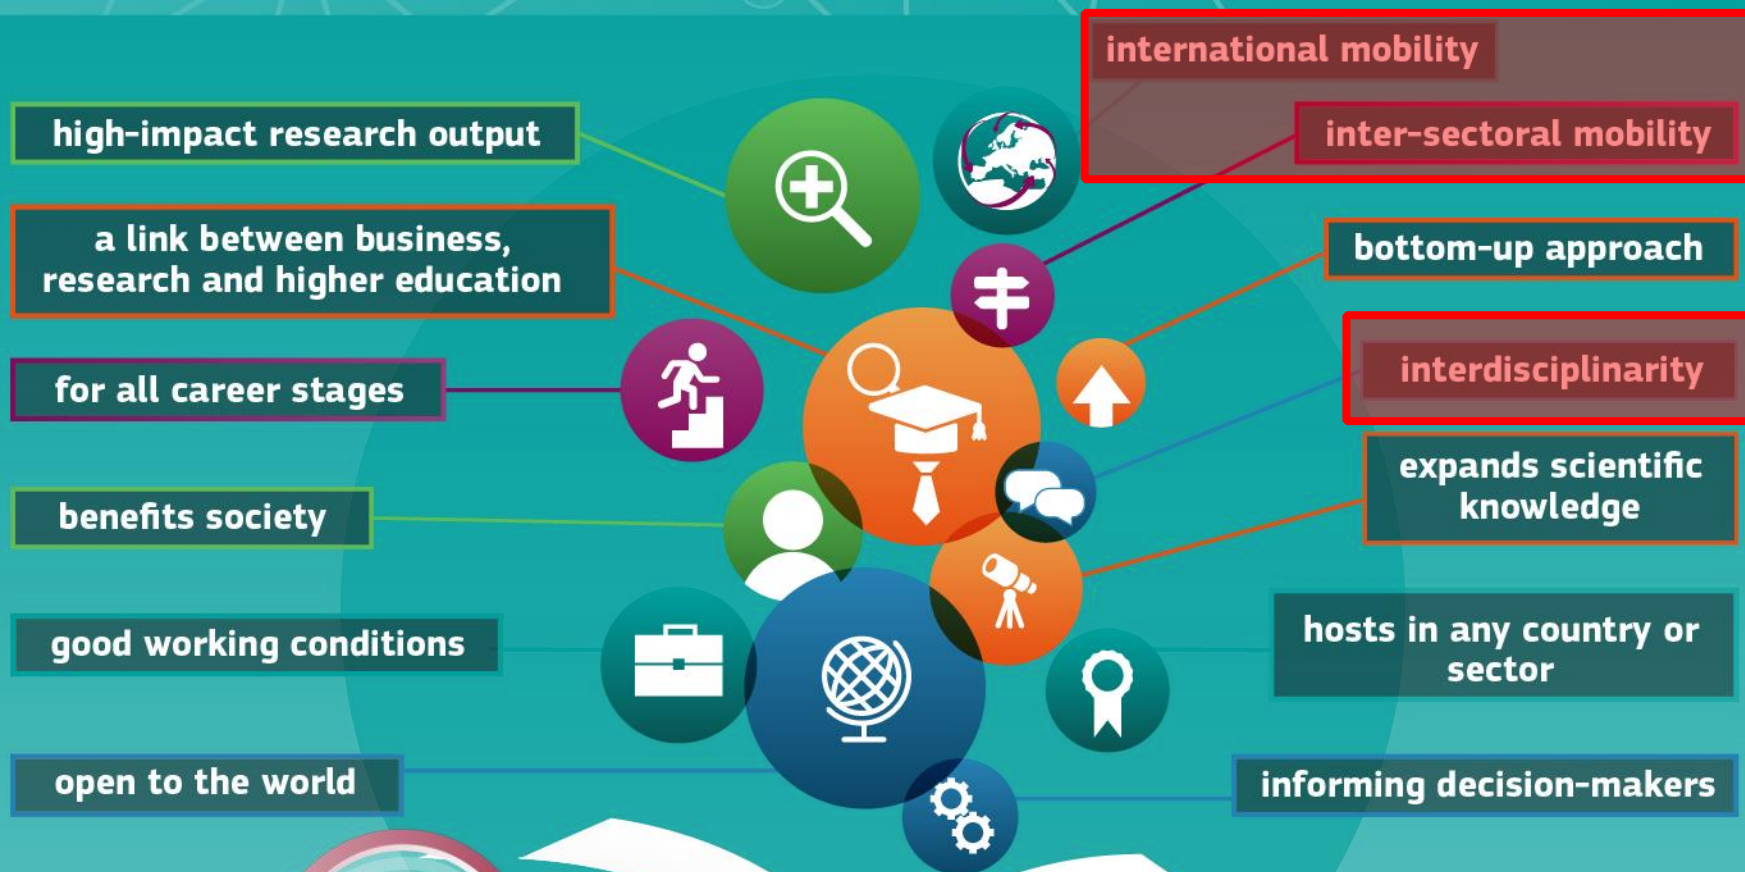 international mobility
high-impact research output
inter-sectoral mobility
a link between business,
research and higher education
bottom-up approach
for all career stages
interdisciplinarity
expands scientific
knowledge
benefits society
good working conditions
hosts in any country or
sector
open to the world
informing decision-makers